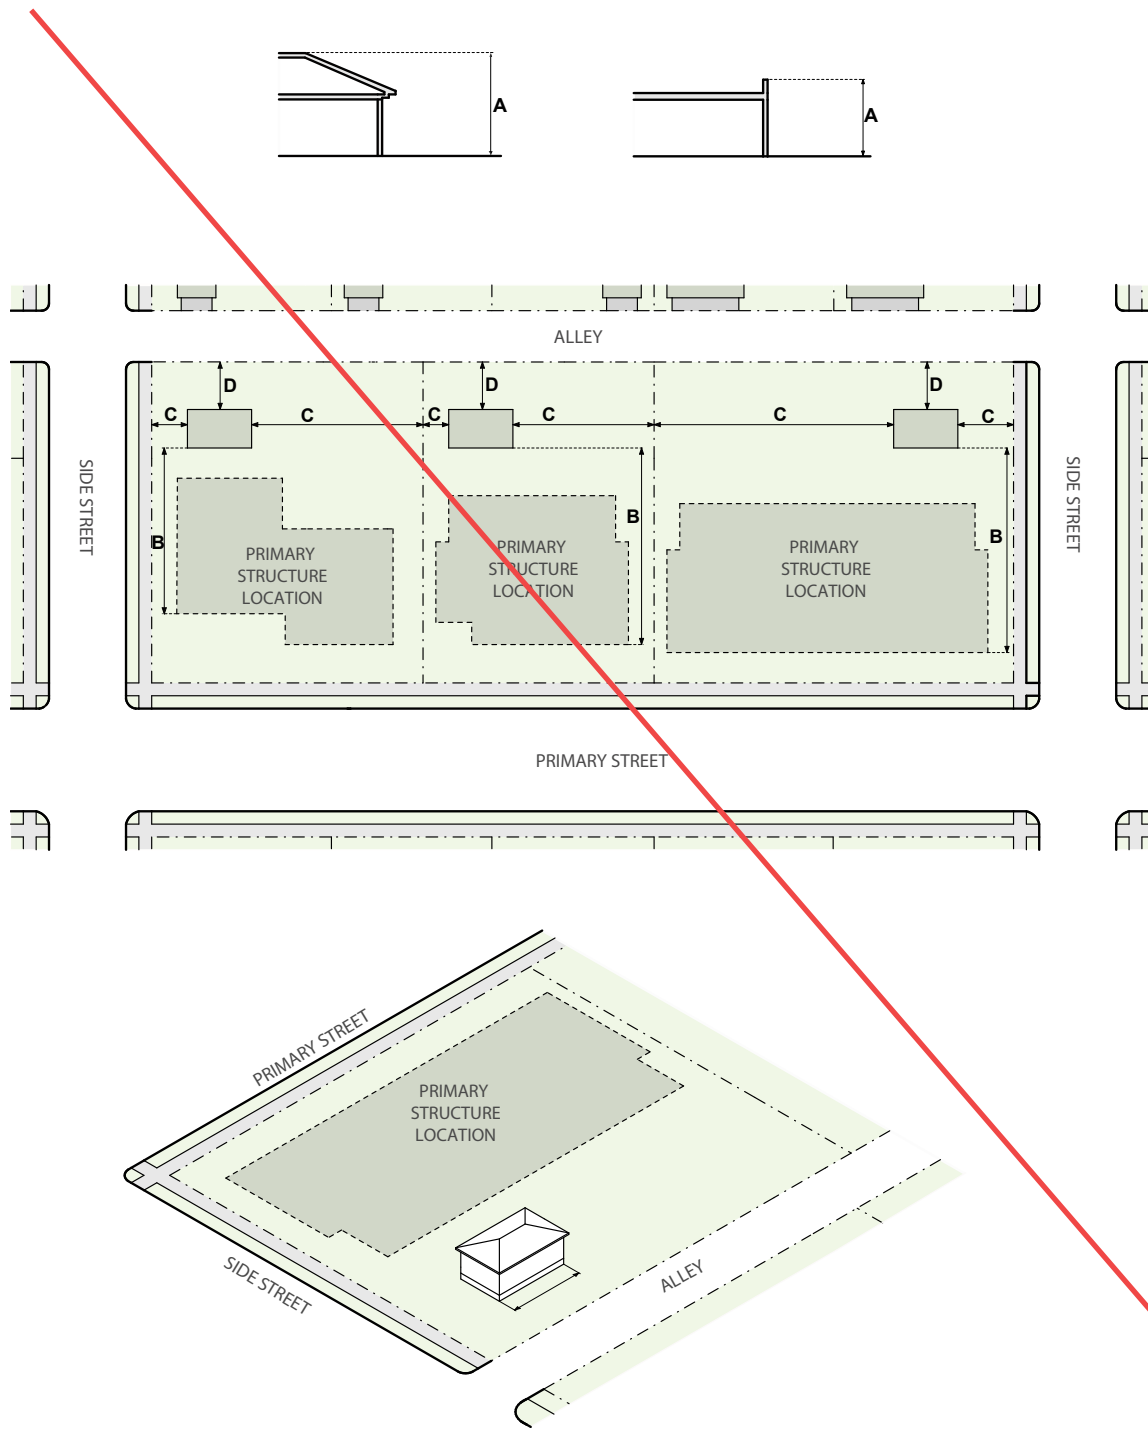 A
A
ALLEY
D
D
D
C
C
C
C
C
C
SIDE STREET
SIDE STREET
B
B
B
PRIMARY
STRUCTURE
LOCATION
PRIMARY
STRUCTURE
LOCATION
PRIMARY
STRUCTURE
LOCATION
PRIMARY STREET
PRIMARY STREET
PRIMARY
STRUCTURE
LOCATION
SIDE STREET
ALLEY